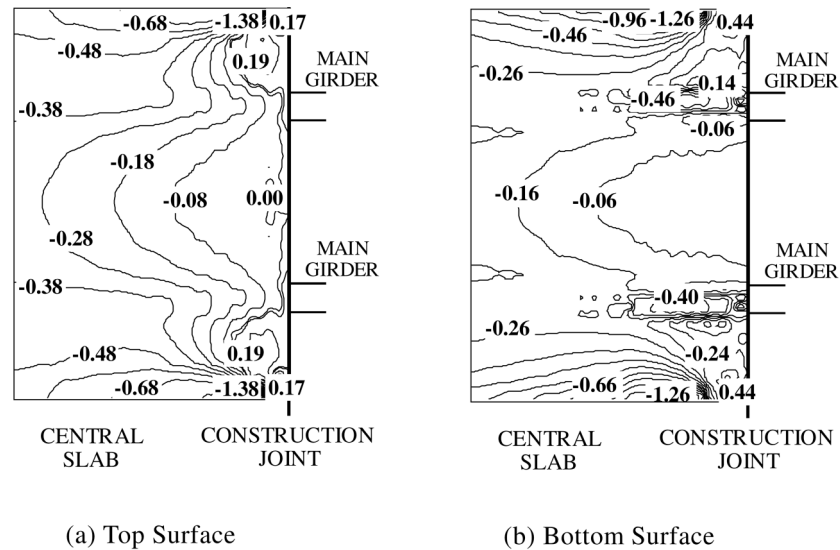 -0.68
-1.38
0.17
-0.48
0.19
MAIN
GIRDER
-0.38
-0.18
-0.08
0.00
-0.28
MAIN
GIRDER
-0.38
-0.48
0.19
-0.68
-1.38
0.17
CENTRAL
SLAB
CONSTRUCTION
JOINT
(a) Top Surface
-0.96
-1.26
0.44
-0.46
-0.26
MAIN
GIRDER
0.14
-0.46
-0.06
-0.16
-0.06
MAIN
GIRDER
-0.40
-0.26
-0.24
-0.66
-1.26
0.44
CENTRAL
SLAB
CONSTRUCTION
JOINT
(b) Bottom Surface